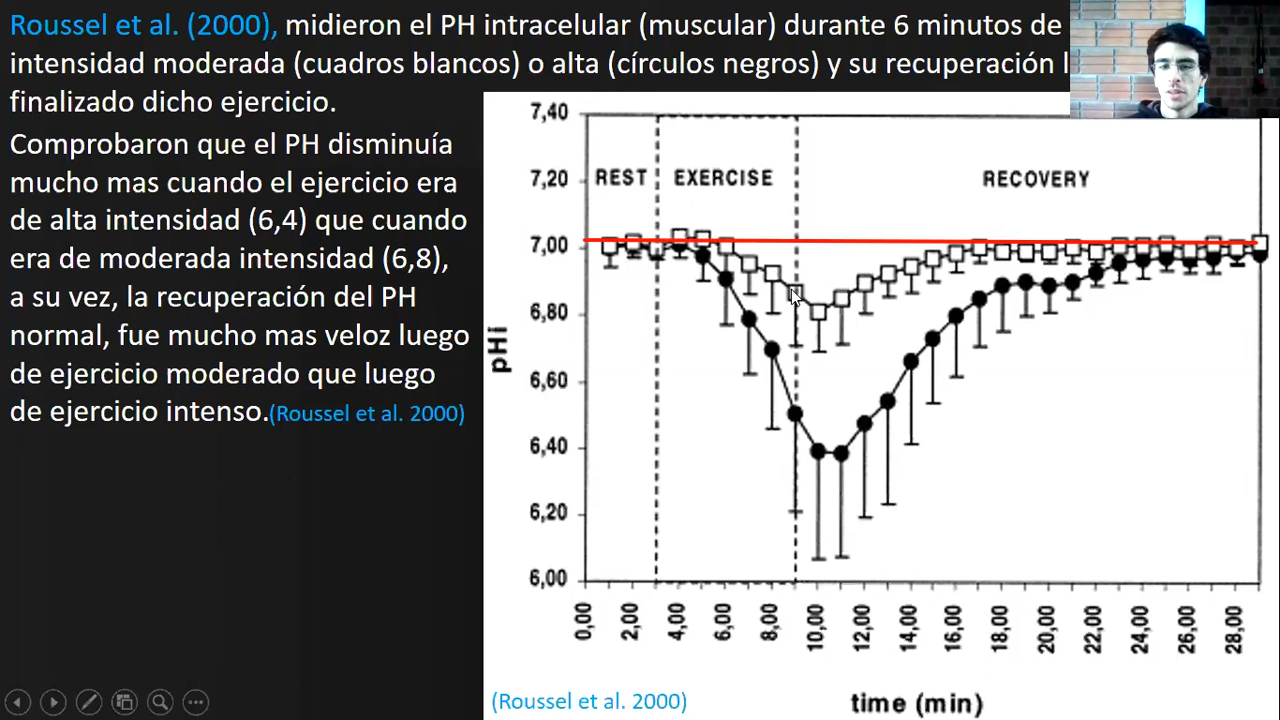 Roussel et al. (2000), midieron el PH intracelular (muscular) durante 6 minutos de
intensidad moderada (cuadros blancos) o alta (círculos negros) y su recuperación
finalizado dicho ejercicio.
Comprobaron que el PH disminuía
mucho mas cuando el ejercicio era
de alta intensidad (6,4) que cuando
era de moderada intensidad (6,8),
a su vez, la recuperación del PH
normal, fue mucho mas veloz luego
de ejercicio moderado que luego
de ejercicio intenso.(Roussel et al. 2000)
7,40
7,20
7,00
6,80
6,60
6,40
6,20
6,00
pHi
REST
EXERCISE
RECOVERY
0,00
2,00
4,00
6,00
8,00
10,00
12,00
14,00
16,00
18,00
20,00
22,00
24,00
26,00
28,00
(Roussel et al. 2000)
time (min)